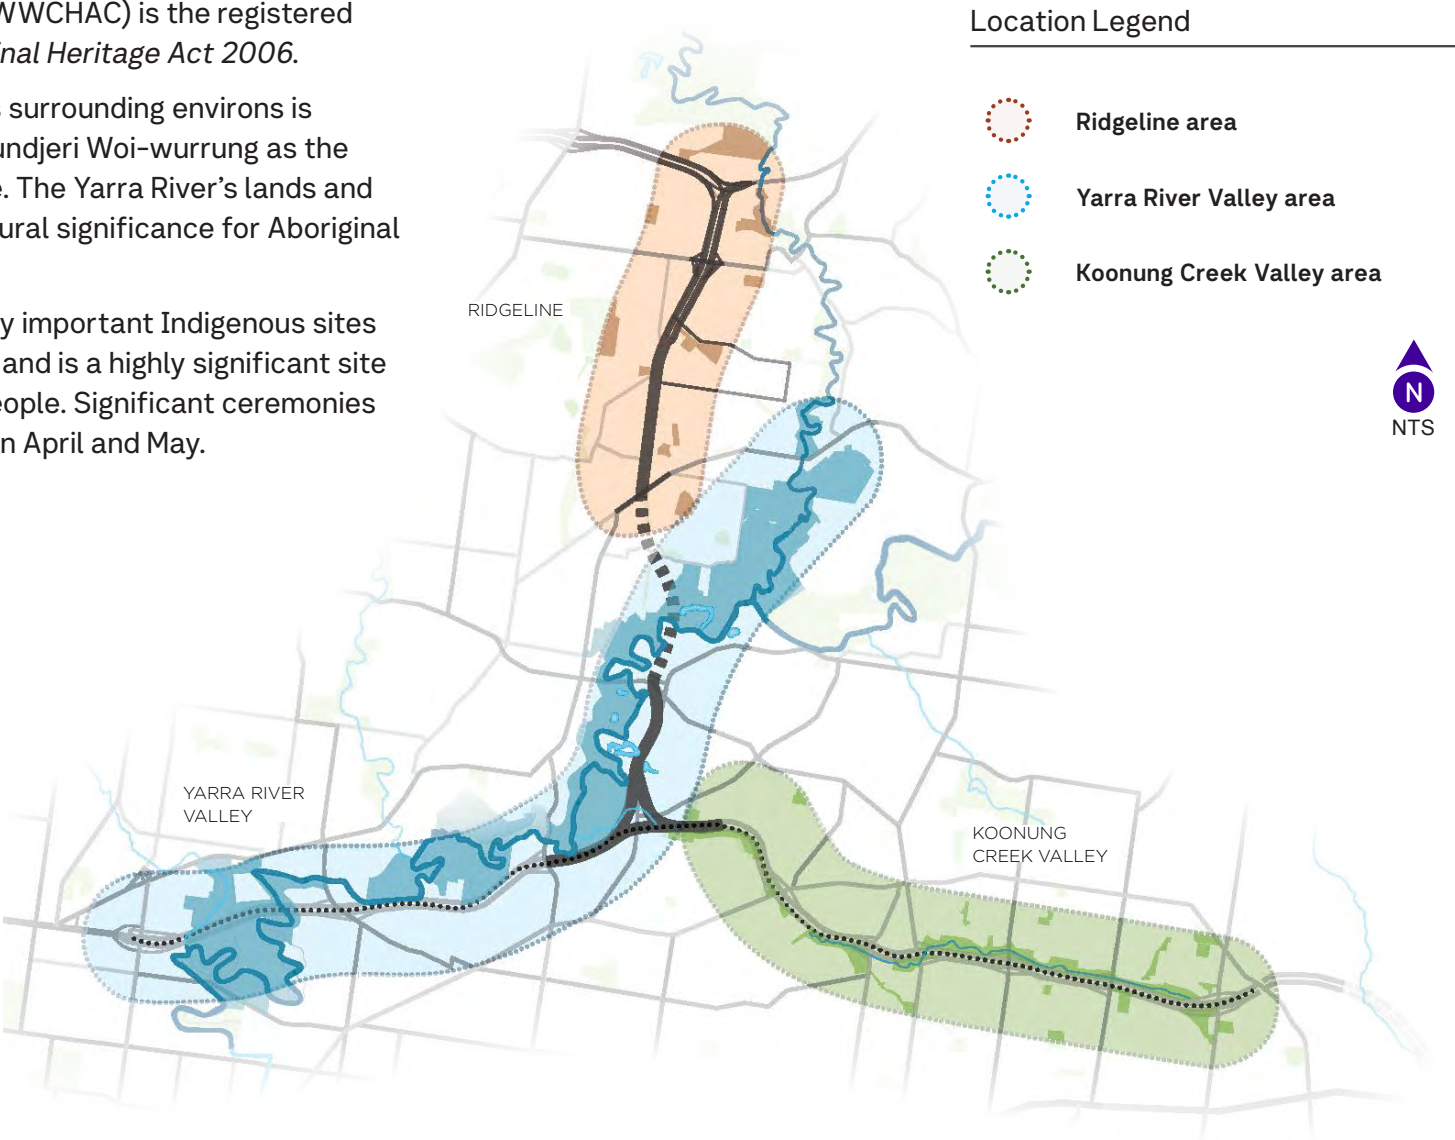 WWCHAC) is the registered
nal Heritage Act 2006.
s surrounding environs is
undjeri Woi-wurrung as the
e. The Yarra River's lands and
ural significance for Aboriginal
y important Indigenous sites
and is a highly significant site
eople. Significant ceremonies
n April and May.
Location Legend
Ridgeline area
Yarra River Valley area
Koonung Creek Valley area
N
NTS
RIDGELINE
YARRA RIVER
VALLEY
KOONUNG
CREEK VALLEY